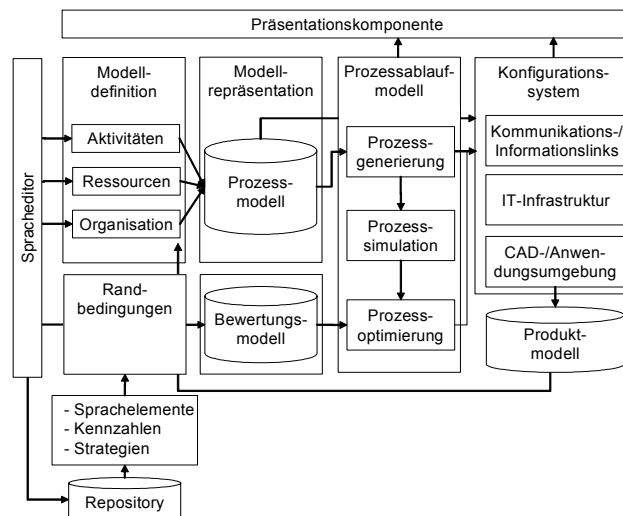 Präsentationskomponente
Spracheditor
Modell-
definition
Aktivitäten
Ressourcen
Organisation
Modell-
repräsentation
Prozess-
modell
Prozessablauf-
modell
Prozess-
generierung
Prozess-
simulation
Prozess-
optimierung
Konfigurations-
system
Kommunikations-/
Informationslinks
IT-Infrastruktur
CAD-/Anwen-
dungsumgebung
Rand-
bedingungen
Bewertungs-
modell
Produkt-
modell
- Sprachelemente
- Kennzahlen
- Strategien
Repository